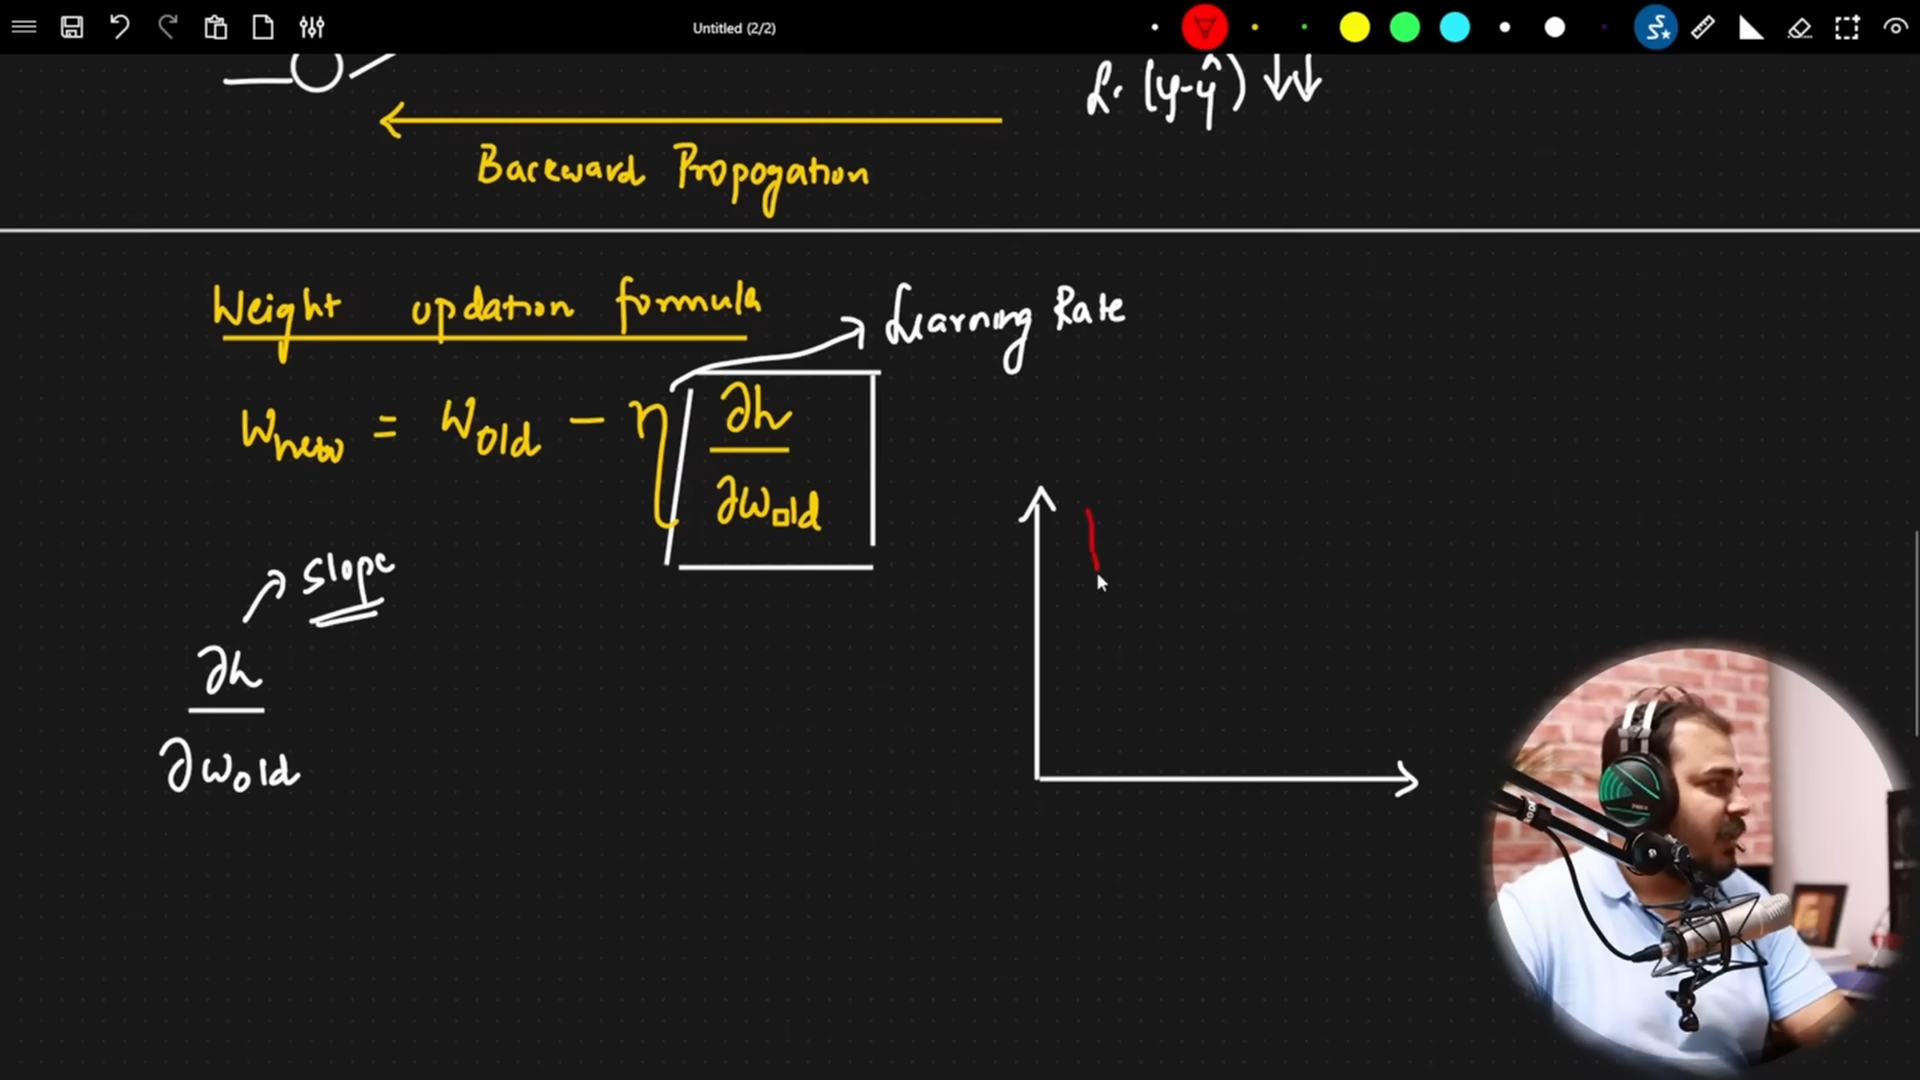 Untitled (2/2)
L. (y-ŷ) ↓↓
Backward Propogation
Weight updation formula
Learning Rate
Wnew = Wold - η ∂h
∂Wold
slope
∂h
∂Wold